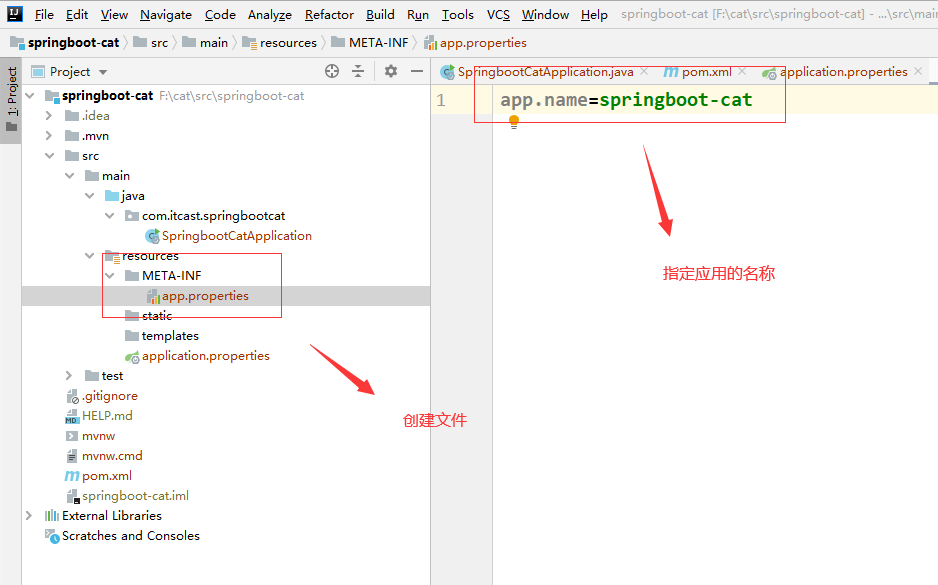 File Edit View Navigate Code Analyze Refactor Build Run Tools VCS Window Help springboot-cat [F:\cat\src\springboot-cat] - ...\src\main
springboot-cat src main resources META-INF app.properties
1: Project
Project
SpringbootCatApplication.java pom.xml application.properties
springboot-cat F:\cat\src\springboot-cat
1 app.name=springboot-cat
.idea
.mvn
src
main
java
com.itcast.springbootcat
SpringbootCatApplication
resources
META-INF
指定应用的名称
app.properties
static
templates
application.properties
test
.gitignore
HELP.md
创建文件
mvnw
mvnw.cmd
pom.xml
springboot-cat.iml
External Libraries
Scratches and Consoles